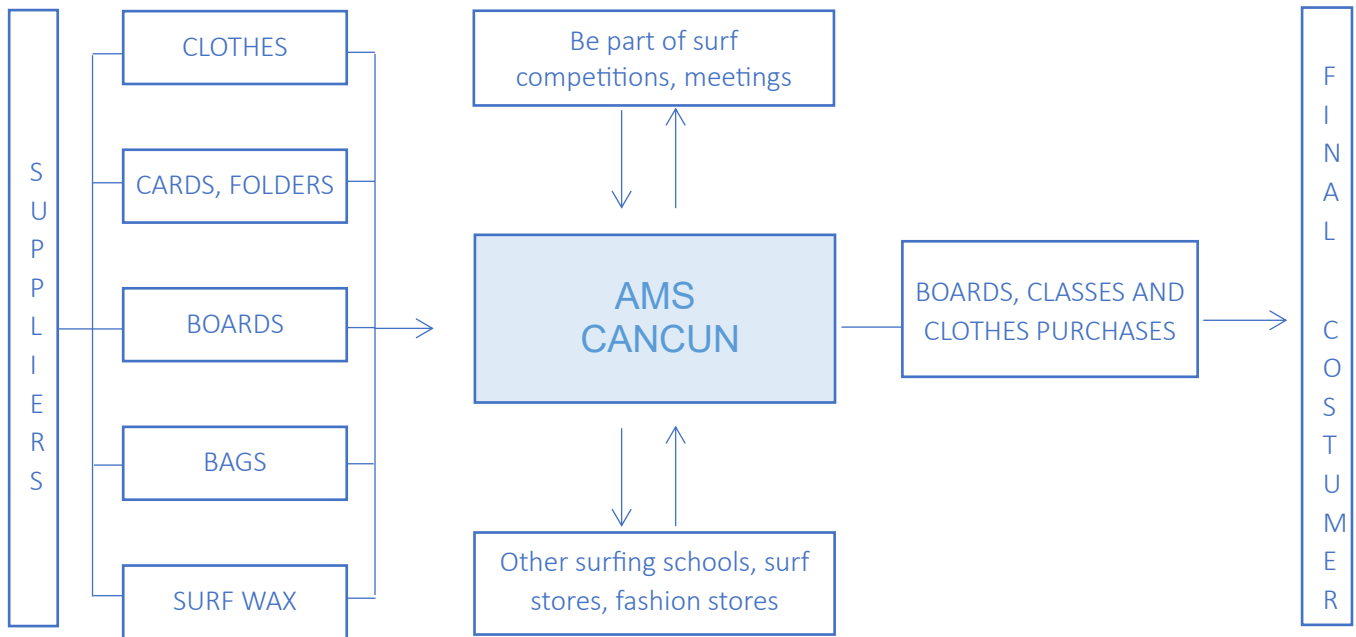 SUPPLIERS
CLOTHES
CARDS, FOLDERS
BOARDS
BAGS
SURF WAX
Be part of surf
competitions, meetings
AMS
CANCUN
Other surfing schools, surf
stores, fashion stores
BOARDS, CLASSES AND
CLOTHES PURCHASES
FINAL COSTUMER